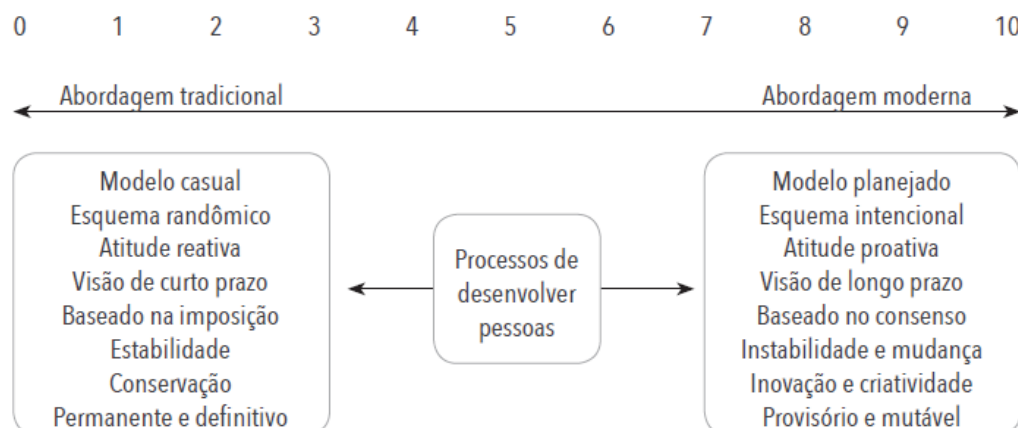 0 1 2 3 4 5 6 7 8 9 10
Abordagem tradicional Abordagem moderna
Modelo casual
Esquema randômico
Atitude reativa
Visão de curto prazo
Baseado na imposição
Estabilidade
Conservação
Permanente e definitivo
Processos de
desenvolver
pessoas
Modelo planejado
Esquema intencional
Atitude proativa
Visão de longo prazo
Baseado no consenso
Instabilidade e mudança
Inovação e criatividade
Provisório e mutável